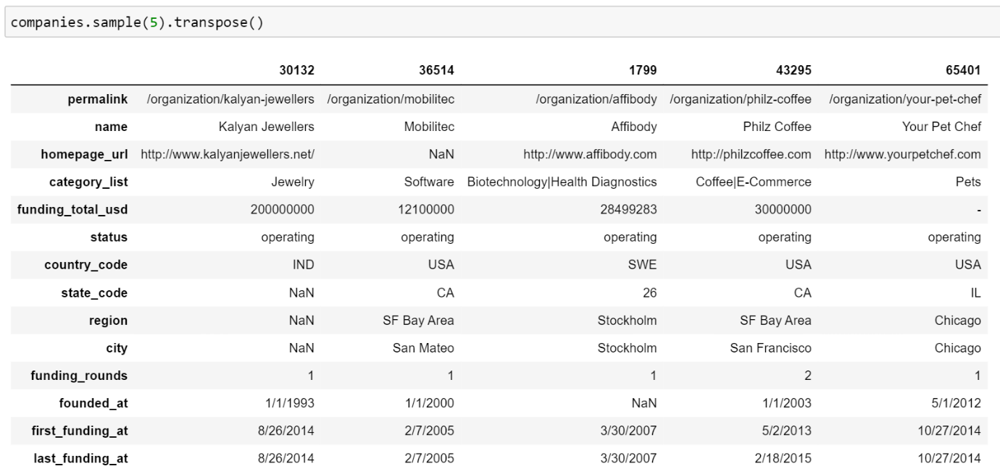 companies.sample(5).transpose()
30132 36514 1799 43295 65401
permalink /organization/kalyan-jewellers /organization/mobilitec /organization/affibody /organization/philz-coffee /organization/your-pet-chef
name Kalyan Jewellers Mobilitec Affibody Philz Coffee Your Pet Chef
homepage_url http://www.kalyanjewellers.net/ NaN http://www.affibody.com http://philzcoffee.com http://www.yourpetchef.com
category_list Jewelry Software Biotechnology|Health Diagnostics Coffee|E-Commerce Pets
funding_total_usd 200000000 12100000 28499283 30000000 -
status operating operating operating operating operating
country_code IND USA SWE USA USA
state_code NaN CA 26 CA IL
region NaN SF Bay Area Stockholm SF Bay Area Chicago
city NaN San Mateo Stockholm San Francisco Chicago
funding_rounds 1 1 1 2 1
founded_at 1/1/1993 1/1/2000 NaN 1/1/2003 5/1/2012
first_funding_at 8/26/2014 2/7/2005 3/30/2007 5/2/2013 10/27/2014
last_funding_at 8/26/2014 2/7/2005 3/30/2007 2/18/2015 10/27/2014